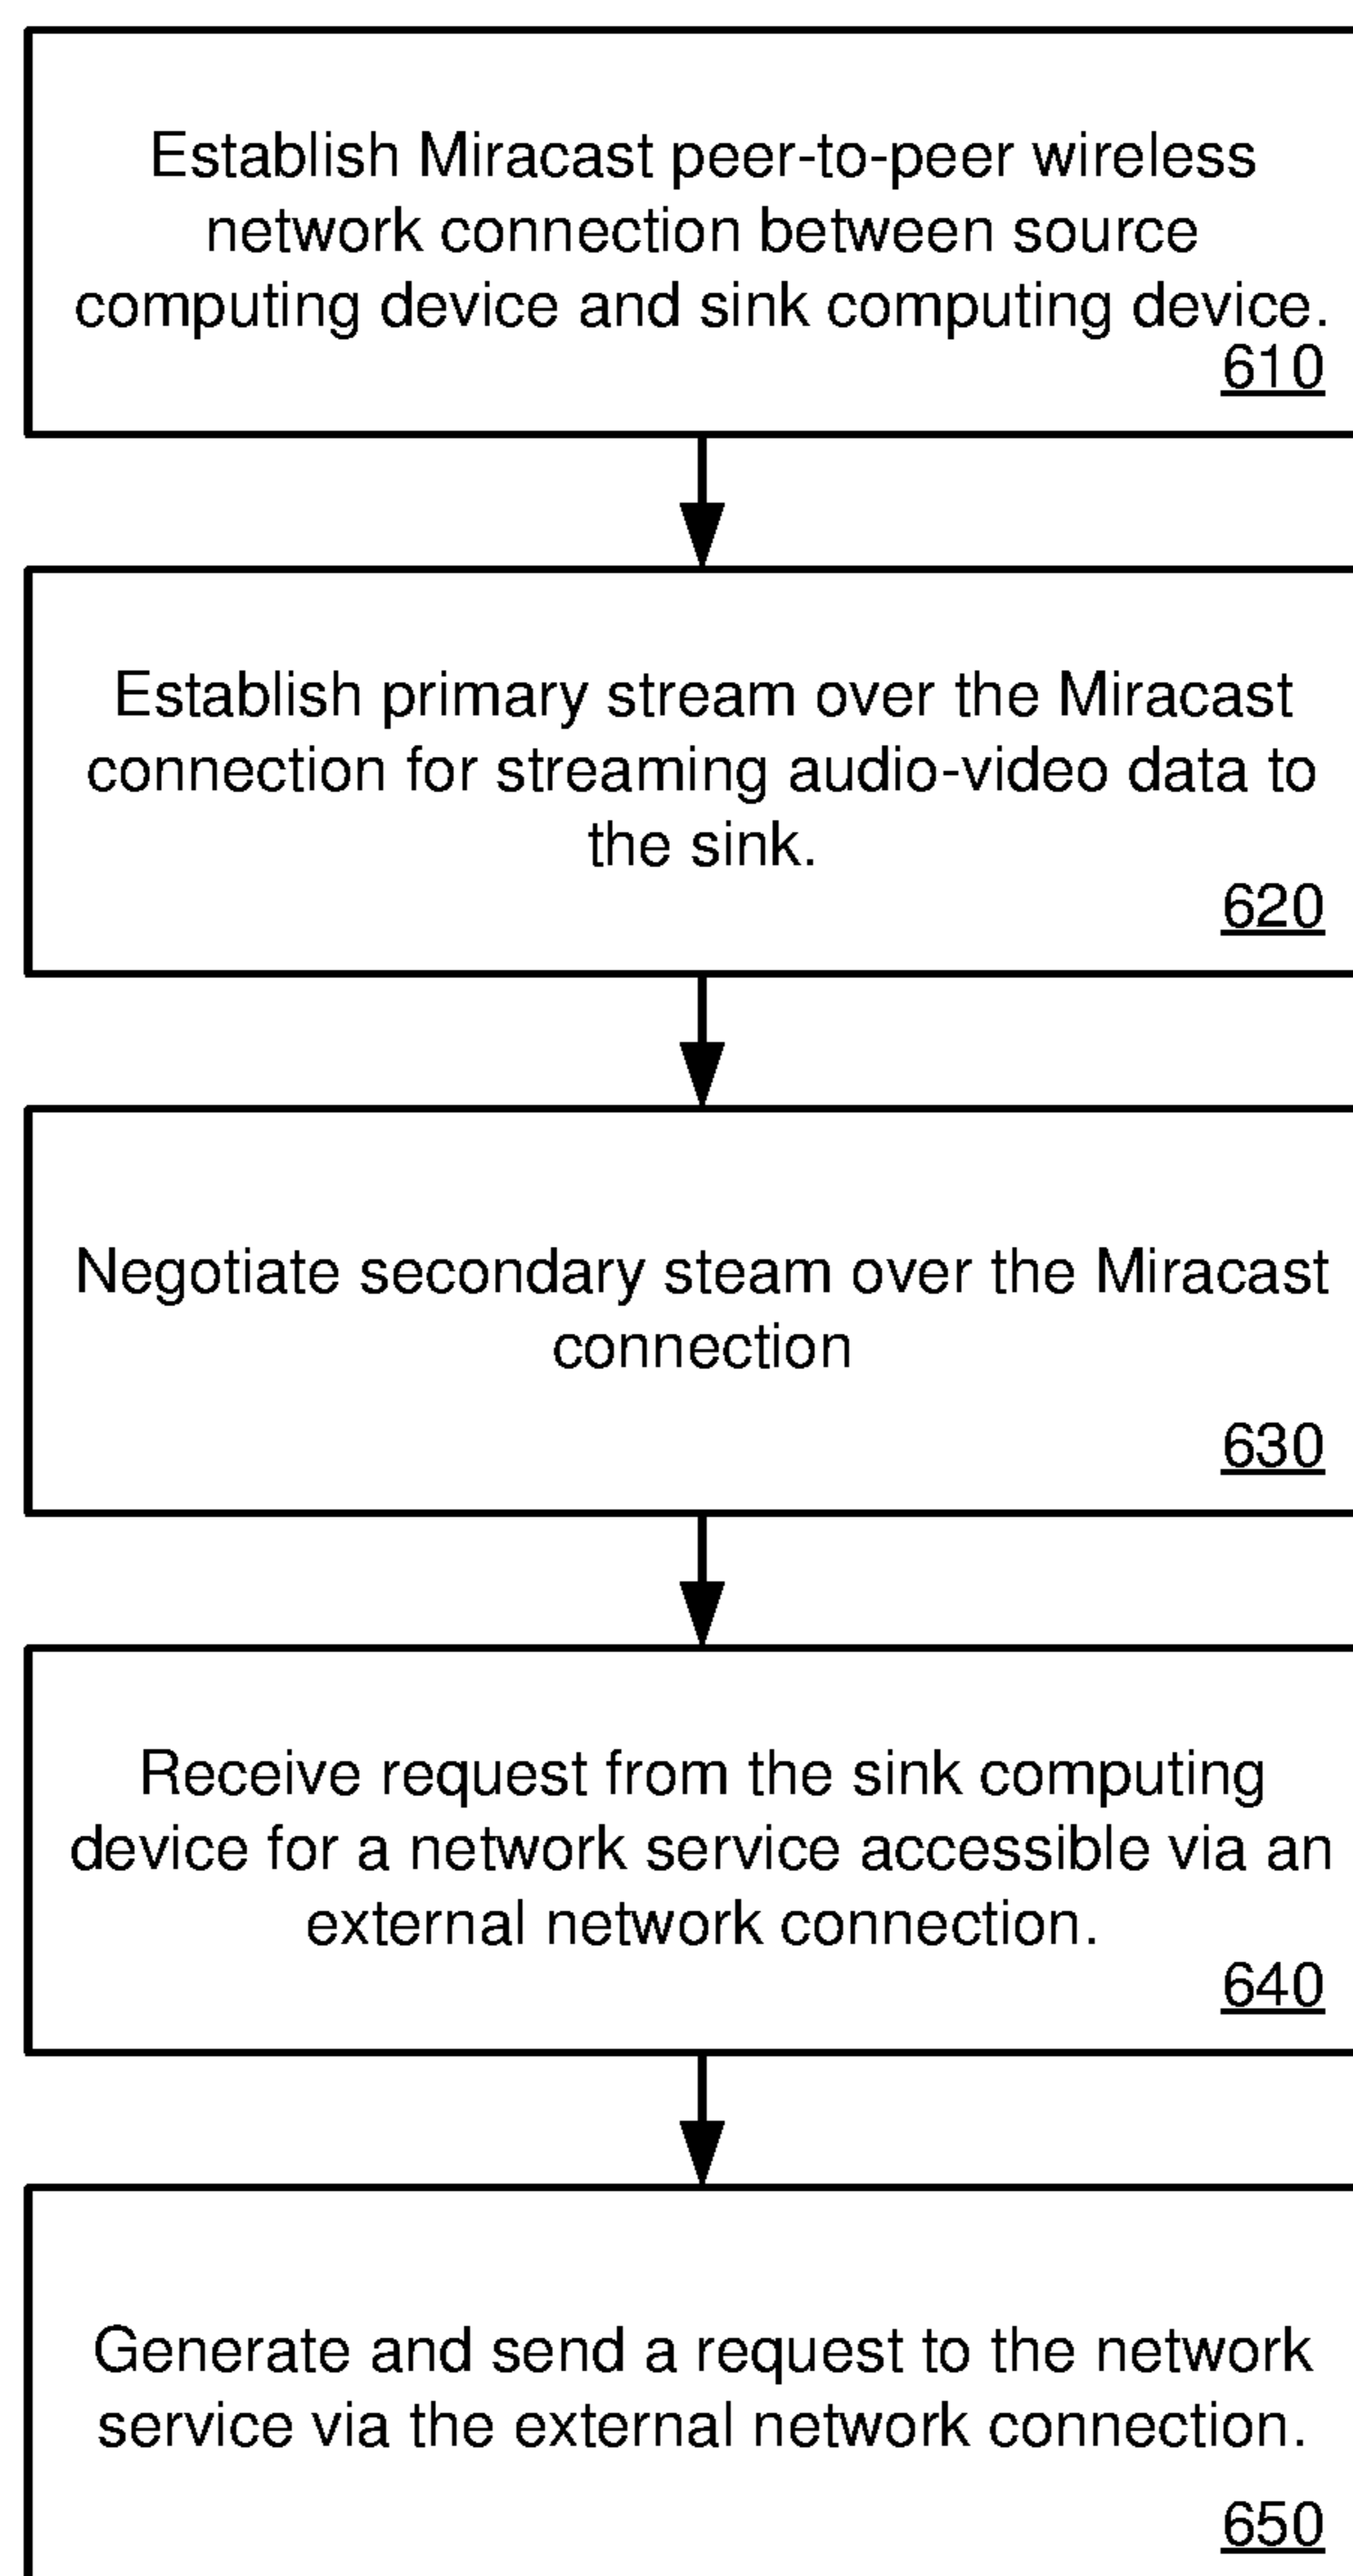 Establish Miracast peer-to-peer wireless
network connection between source
computing device and sink computing device.
610
Establish primary stream over the Miracast
connection for streaming audio-video data to
the sink.
620
Negotiate secondary steam over the Miracast
connection
630
Receive request from the sink computing
device for a network service accessible via an
external network connection.
640
Generate and send a request to the network
service via the external network connection.
650